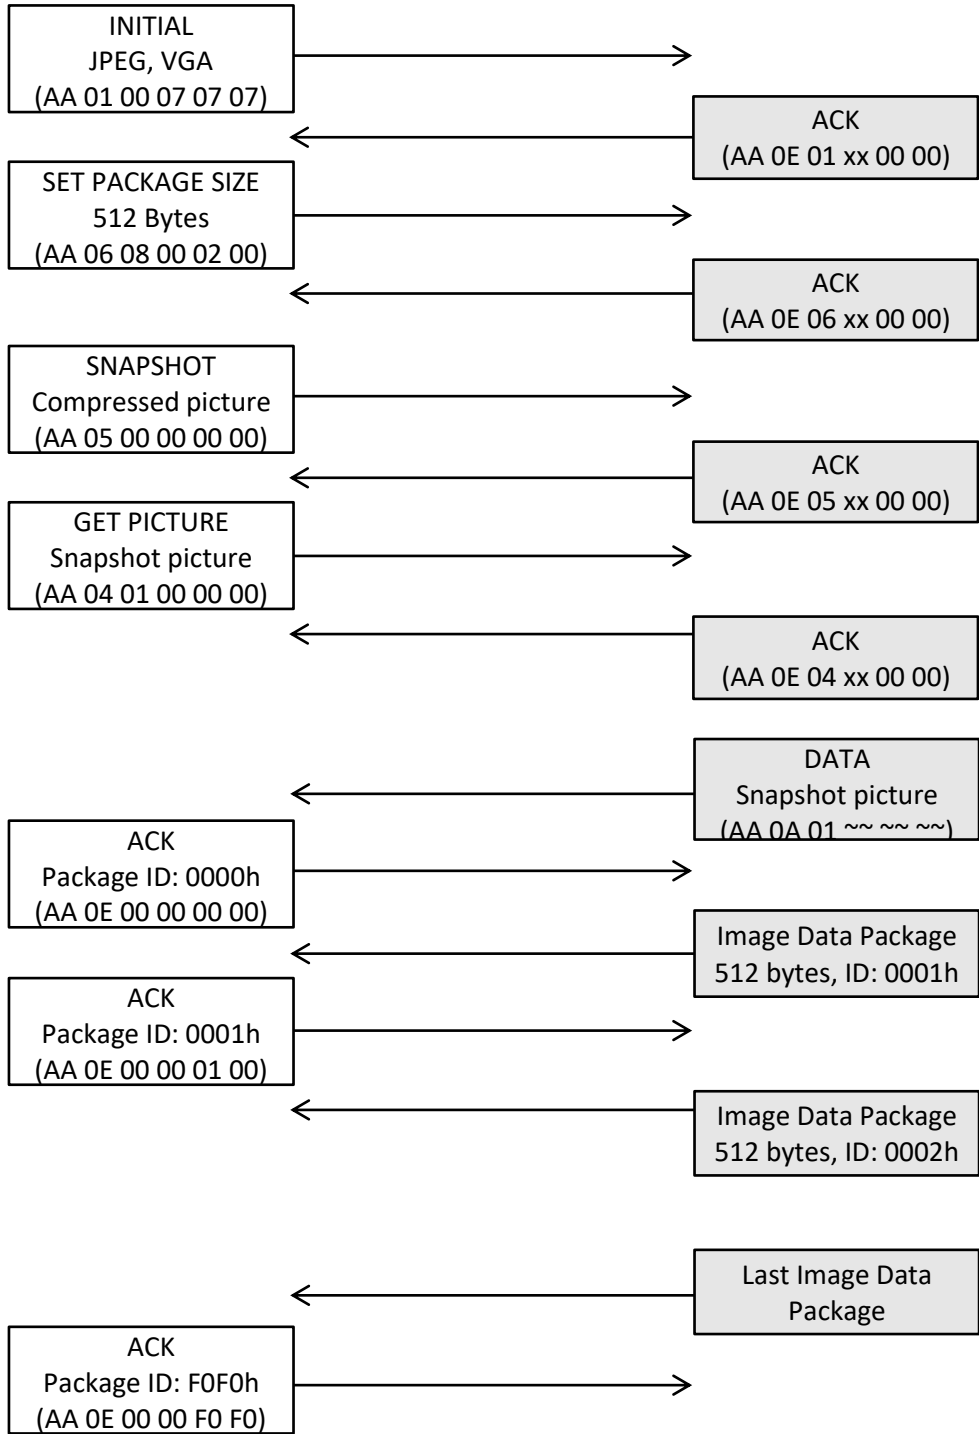 INITIAL
JPEG, VGA
(AA 01 00 07 07 07)
ACK
(AA 0E 01 xx 00 00)
SET PACKAGE SIZE
512 Bytes
(AA 06 08 00 02 00)
ACK
(AA 0E 06 xx 00 00)
SNAPSHOT
Compressed picture
(AA 05 00 00 00 00)
ACK
(AA 0E 05 xx 00 00)
GET PICTURE
Snapshot picture
(AA 04 01 00 00 00)
ACK
(AA 0E 04 xx 00 00)
DATA
Snapshot picture
(AA 0A 01 ~~ ~~ ~~)
ACK
Package ID: 0000h
(AA 0E 00 00 00 00)
Image Data Package
512 bytes, ID: 0001h
ACK
Package ID: 0001h
(AA 0E 00 00 01 00)
Image Data Package
512 bytes, ID: 0002h
Last Image Data
Package
ACK
Package ID: F0F0h
(AA 0E 00 00 F0 F0)